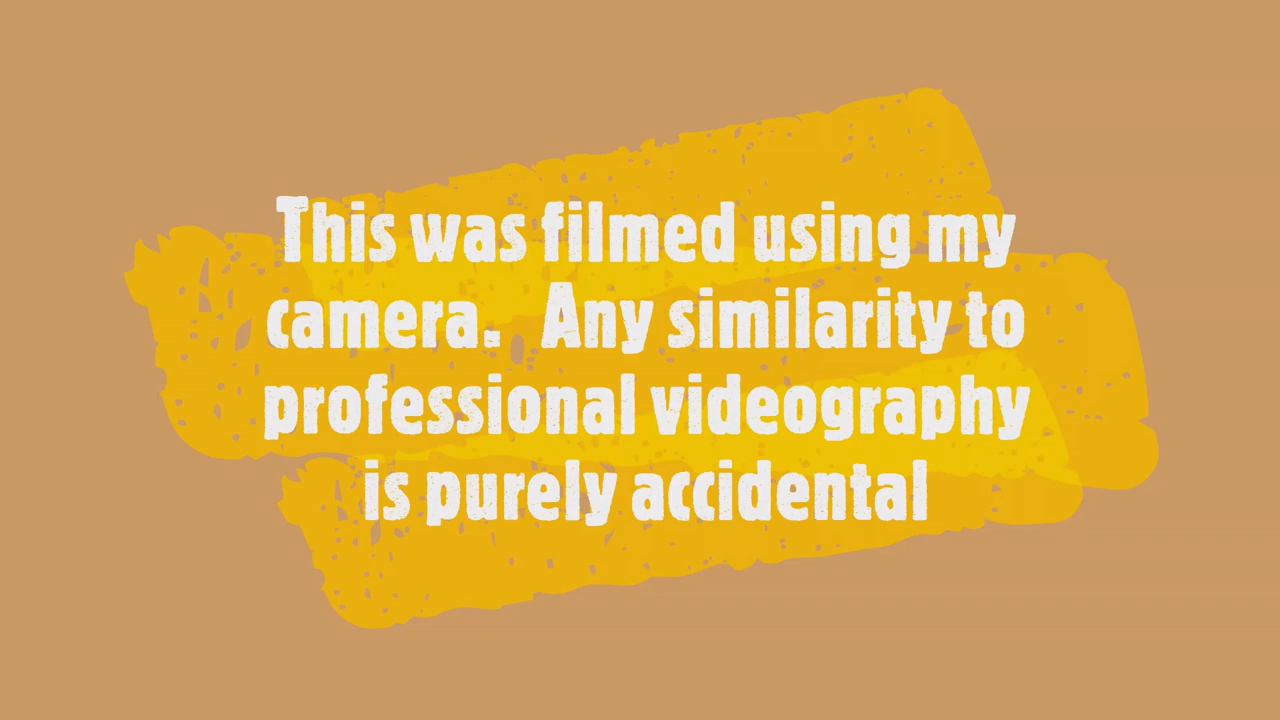 This was filmed using my
camera.  Any similarity to
professional videography
is purely accidental